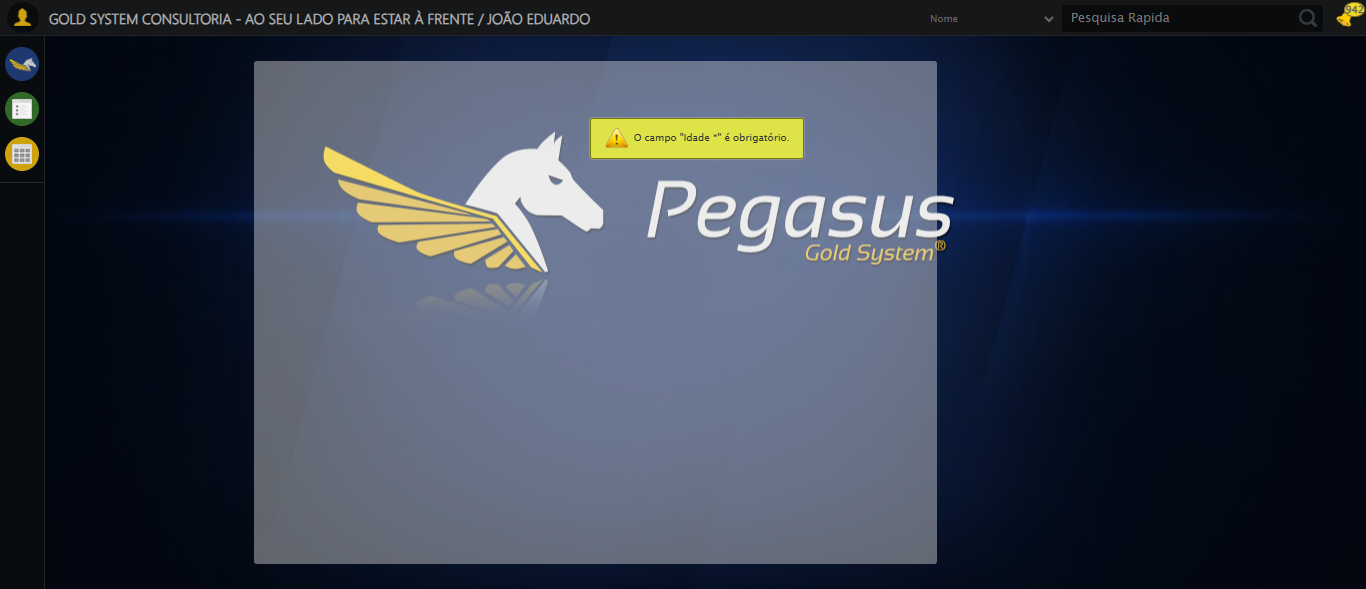 GOLD SYSTEM CONSULTORIA - AO SEU LADO PARA ESTAR À FRENTE / JOÃO EDUARDO
Nome
Pesquisa Rapida
942
O campo "Idade *" é obrigatório.
Pegasus
Gold System®